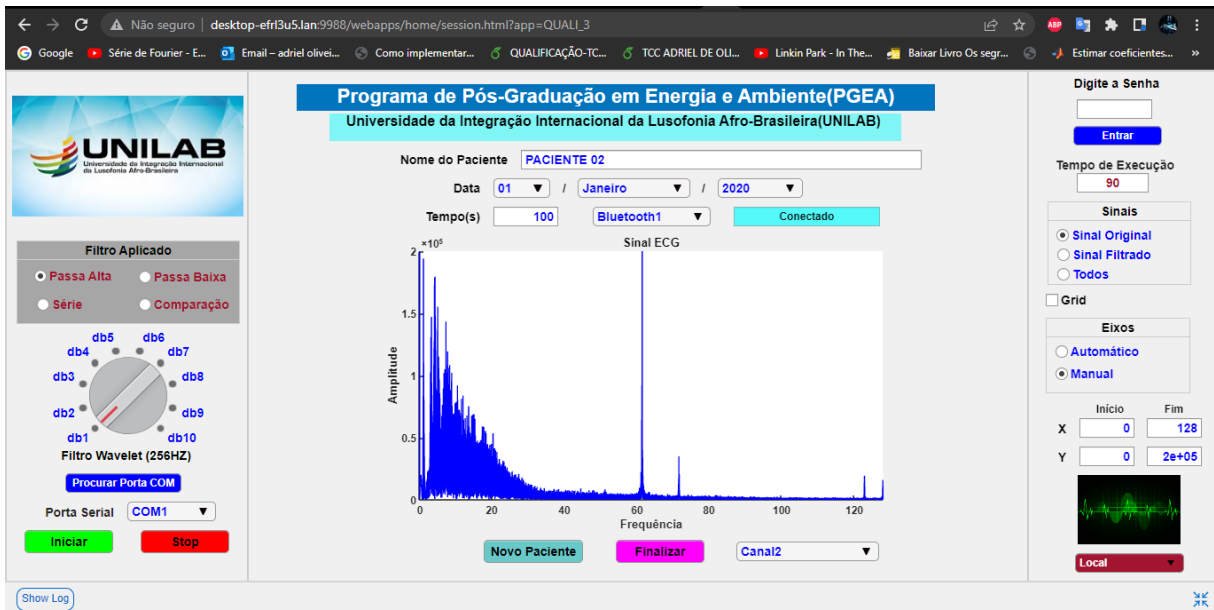 Não seguro | desktop-efrl3u5.lan:9988/webapps/home/session.html?app=QUALI_3
ABP
Google Série de Fourier - E... Email – adriel olivei... Como implementar... QUALIFICAÇÃO-TC... TCC ADRIEL DE OLI... Linkin Park - In The... Baixar Livro Os segr... Estimar coeficientes... »
UNILAB
Universidade da Integração Internacional
da Lusofonia Afro-Brasileira
Filtro Aplicado
Passa Alta Passa Baixa
Série Comparação
db5 db6
db4 db7
db3 db8
db2 db9
db1 db10
Filtro Wavelet (256HZ)
Procurar Porta COM
Porta Serial COM1
Iniciar Stop
Programa de Pós-Graduação em Energia e Ambiente(PGEA)
Universidade da Integração Internacional da Lusofonia Afro-Brasileira(UNILAB)
Nome do Paciente PACIENTE 02
Data 01 / Janeiro / 2020
Tempo(s) 100 Bluetooth1 Conectado
×10⁵ Sinal ECG
2
1.5
1
0.5
0
Amplitude
0 20 40 60 80 100 120
Frequência
Novo Paciente Finalizar Canal2
Digite a Senha
Entrar
Tempo de Execução
90
Sinais
Sinal Original
Sinal Filtrado
Todos
Grid
Eixos
Automático
Manual
Início Fim
X 0 128
Y 0 2e+05
Local
Show Log